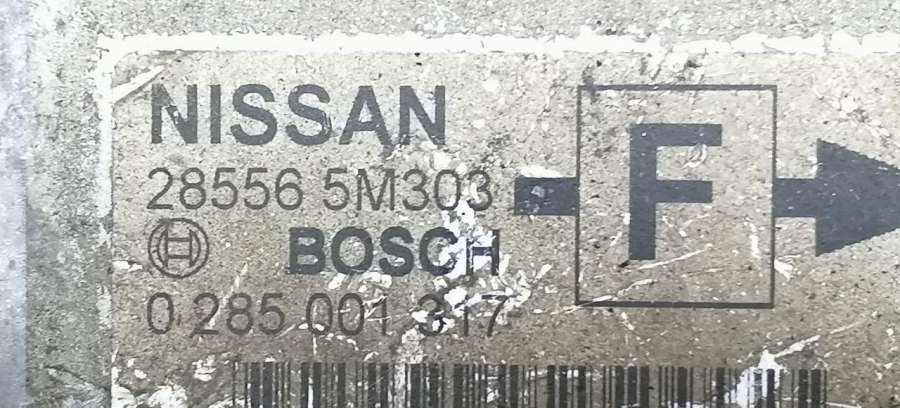 NISSAN
28556 5M303
BOSCH
0 285 001 317
F